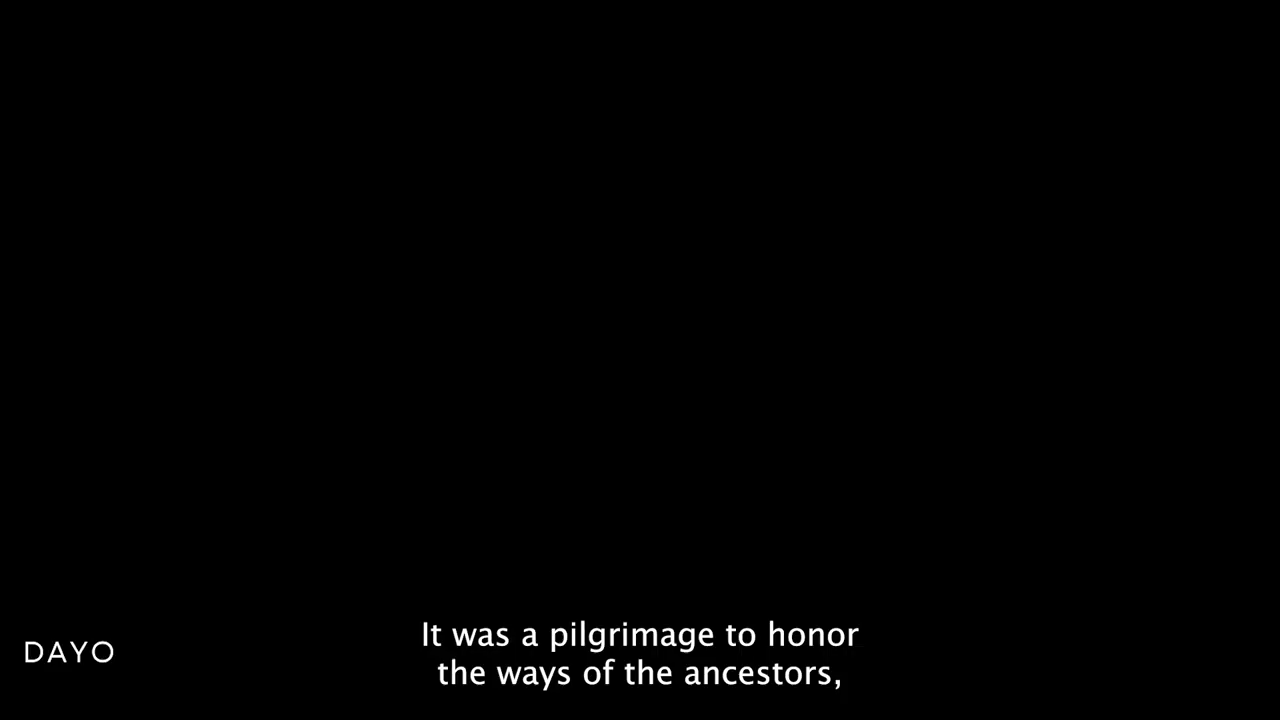 It was a pilgrimage to honor
the ways of the ancestors,
DAYO